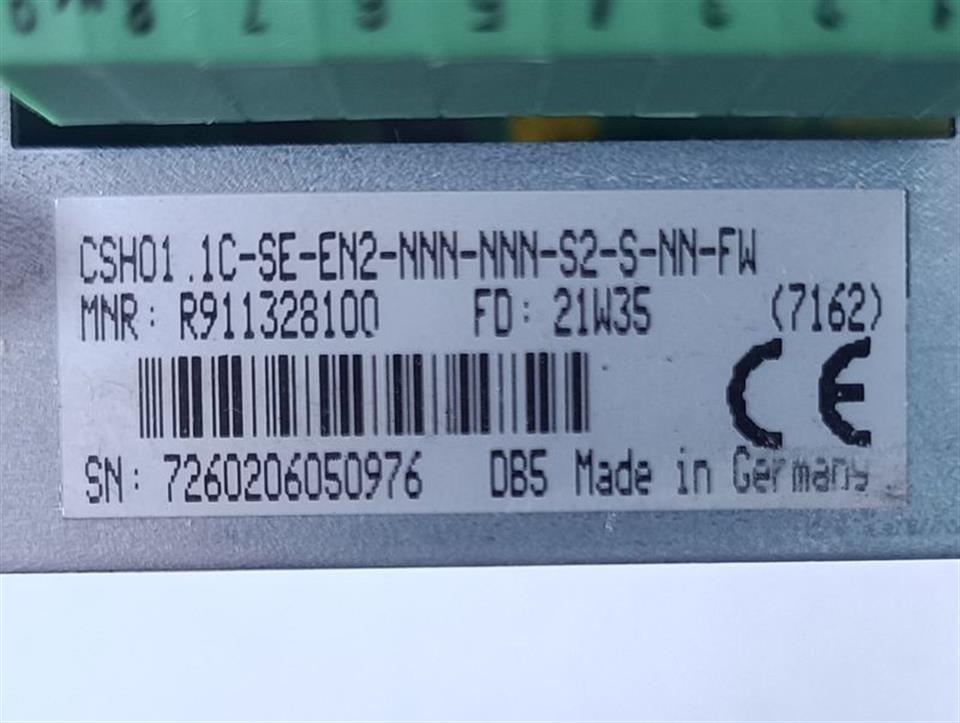 CSH01.1C-SE-EN2-NNN-NNN-S2-S-NN-FW
MNR: R911328100 FD: 21W35 (7162)
CE
SN: 7260206050976 DB5 Made in Germany